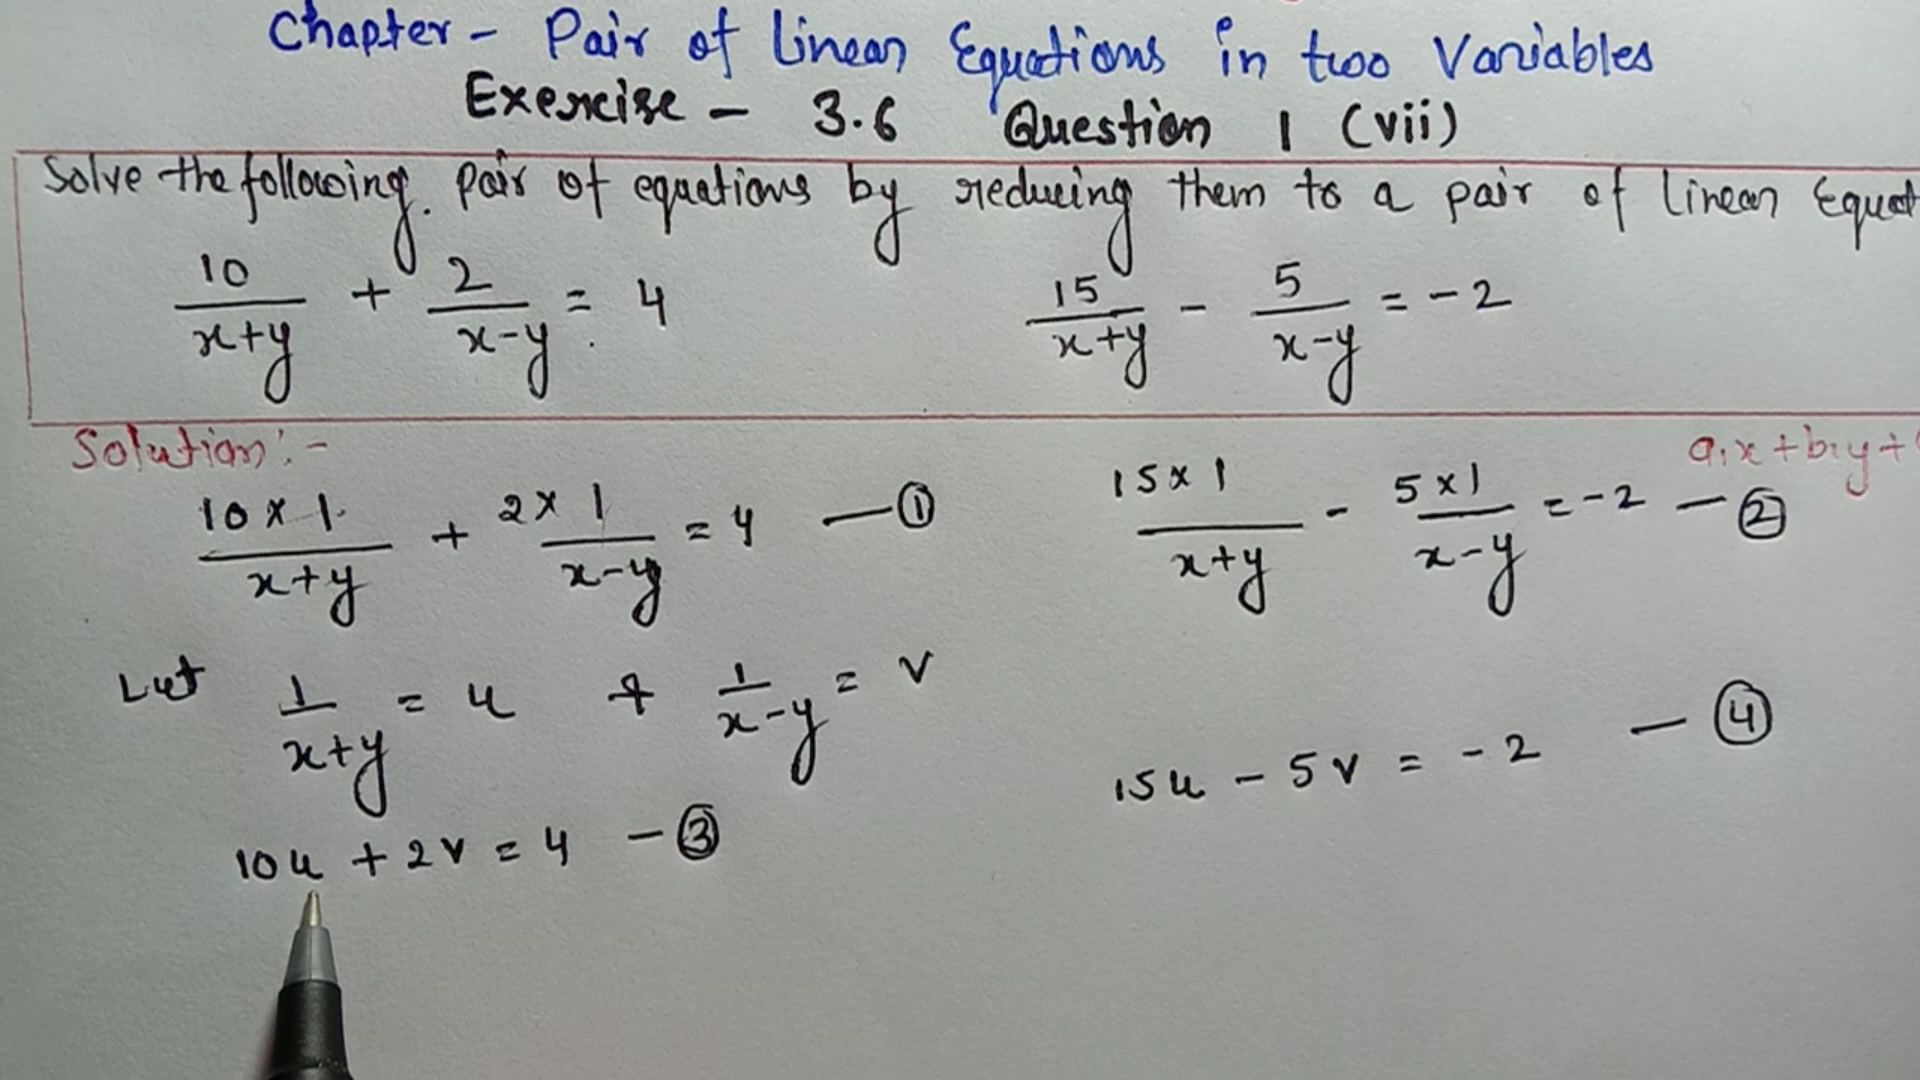 Chapter - Pair of Linear Equations in two Variables
Exercise - 3.6 Question 1 (vii)
Solve the following pair of equations by reducing them to a pair of Linear Equat
10/(x+y) + 2/(x-y) = 4 15/(x+y) - 5/(x-y) = -2
Solution :- a₁x+b₁y+
10×1/(x+y) + 2×1/(x-y) = 4 —① 15×1/(x+y) - 5×1/(x-y) = -2 —②
Let 1/(x+y) = u & 1/(x-y) = v
15u - 5v = -2 —④
10u + 2v = 4 —③